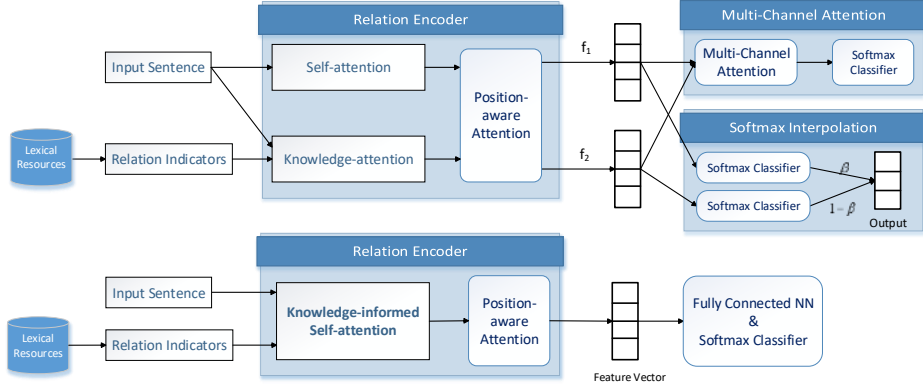 Relation Encoder
Multi-Channel Attention
Input Sentence
Self-attention
f1
Multi-Channel
Attention
Softmax
Classifier
Position-
aware
Attention
Lexical
Resources
Relation Indicators
Knowledge-attention
f2
Softmax Interpolation
Softmax Classifier
β
Softmax Classifier
1 - β
Output
Relation Encoder
Input Sentence
Knowledge-informed
Self-attention
Position-
aware
Attention
Fully Connected NN
&
Softmax Classifier
Lexical
Resources
Relation Indicators
Feature Vector